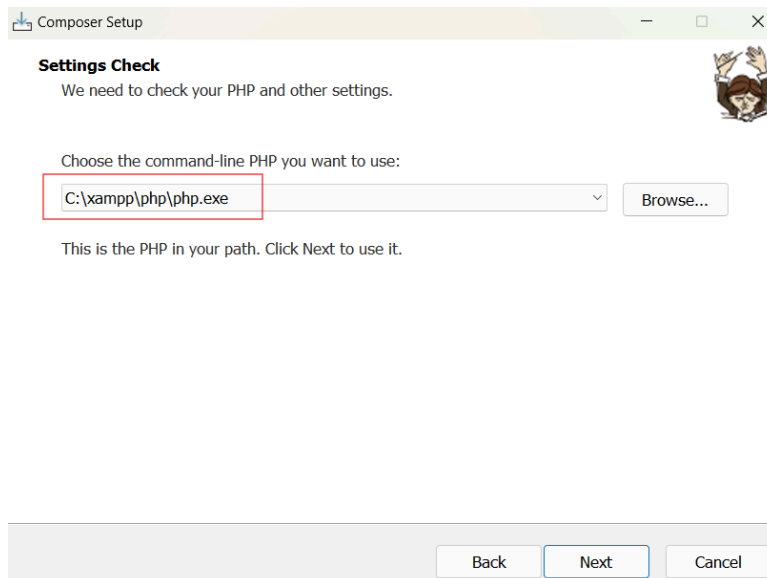 Composer Setup
Settings Check
We need to check your PHP and other settings.
Choose the command-line PHP you want to use:
C:\xampp\php\php.exe
Browse...
This is the PHP in your path. Click Next to use it.
Back
Next
Cancel